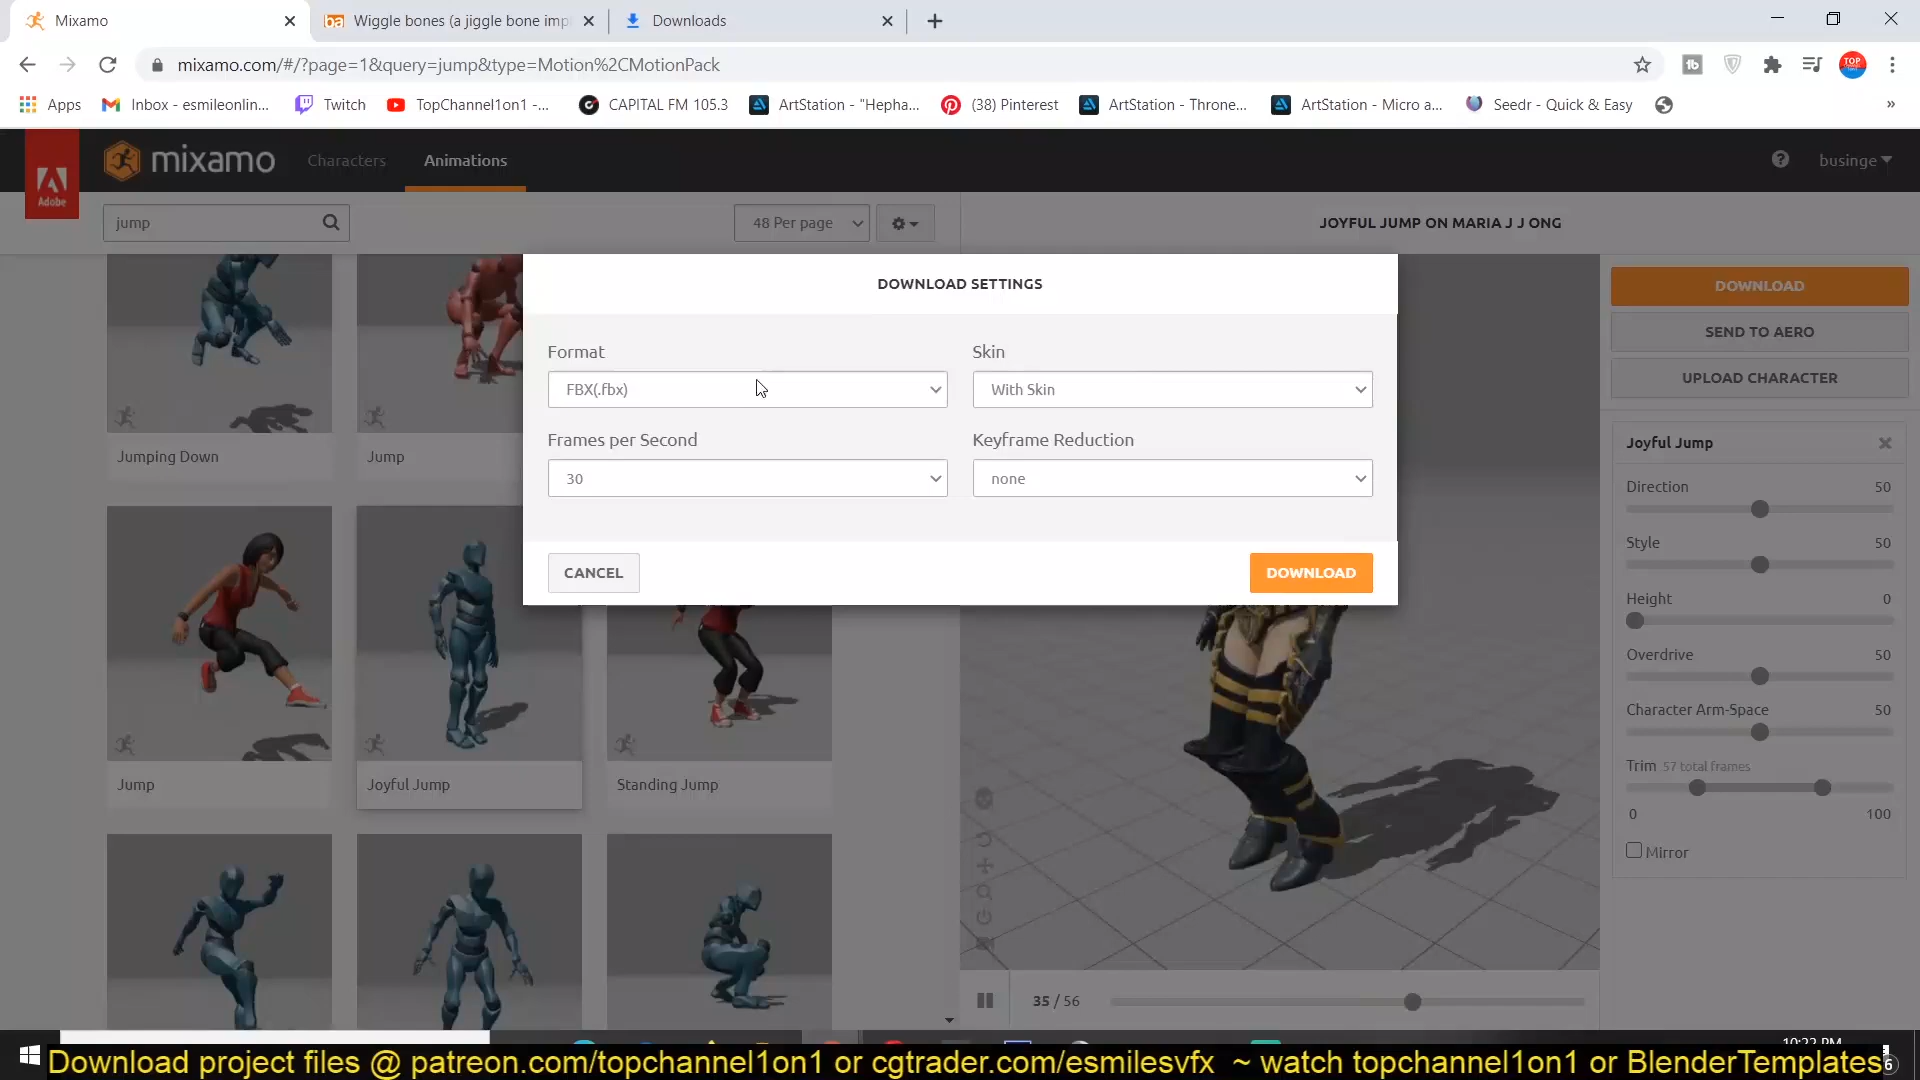 Mixamo
Wiggle bones (a jiggle bone imp
Downloads
mixamo.com/#/?page=1&query=jump&type=Motion%2CMotionPack
Apps
Inbox - esmileonlin...
Twitch
TopChannel1on1 -...
CAPITAL FM 105.3
ArtStation - "Hepha...
(38) Pinterest
ArtStation - Throne...
ArtStation - Micro a...
Seedr - Quick & Easy
»
Adobe
mixamo
Characters
Animations
businge
jump
48 Per page
JOYFUL JUMP ON MARIA J J ONG
DOWNLOAD SETTINGS
Format
Skin
FBX(.fbx)
With Skin
Frames per Second
Keyframe Reduction
30
none
CANCEL
DOWNLOAD
DOWNLOAD
SEND TO AERO
UPLOAD CHARACTER
Joyful Jump
Direction 50
Style 50
Height 0
Overdrive 50
Character Arm-Space 50
Trim 57 total frames
0 100
Mirror
Jumping Down
Jump
Jump
Joyful Jump
Standing Jump
35 / 56
10:22 PM
Download project files @ patreon.com/topchannel1on1 or cgtrader.com/esmilesvfx ~ watch topchannel1on1 or BlenderTemplates